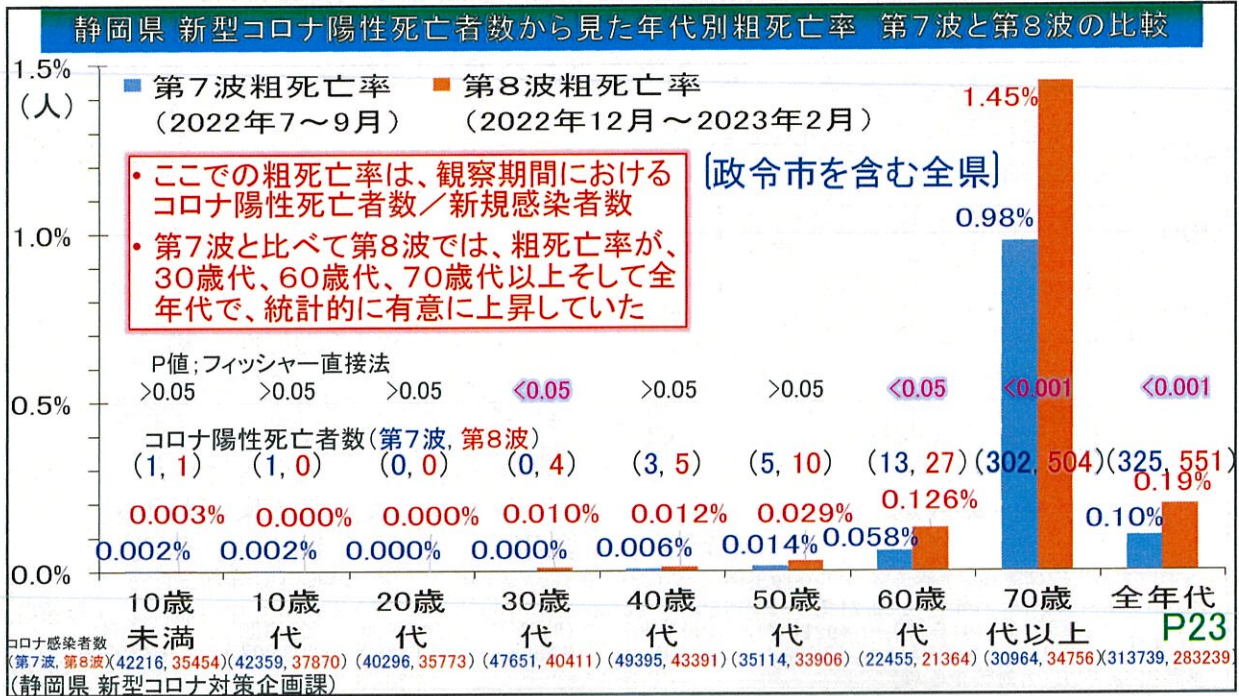 静岡県 新型コロナ陽性死亡者数から見た年代別粗死亡率 第7波と第8波の比較
1.5%
(人)
1.0%
0.5%
0.0%
■ 第7波粗死亡率 ■ 第8波粗死亡率
(2022年7～9月) (2022年12月～2023年2月)
〔政令市を含む全県〕
• ここでの粗死亡率は、観察期間における
コロナ陽性死亡者数／新規感染者数
• 第7波と比べて第8波では、粗死亡率が、
30歳代、60歳代、70歳代以上そして全
年代で、統計的に有意に上昇していた
1.45%
0.98%
P値;フィッシャー直接法
>0.05 >0.05 >0.05 <0.05 >0.05 >0.05 <0.05 <0.001 <0.001
コロナ陽性死亡者数(第7波, 第8波)
(1, 1) (1, 0) (0, 0) (0, 4) (3, 5) (5, 10) (13, 27) (302, 504) (325, 551)
0.003% 0.000% 0.000% 0.010% 0.012% 0.029% 0.126% 0.19%
0.002% 0.002% 0.000% 0.000% 0.006% 0.014% 0.058% 0.10%
10歳 10歳 20歳 30歳 40歳 50歳 60歳 70歳 全年代
未満 代 代 代 代 代 代 代以上
P23
コロナ感染者数
(第7波, 第8波)(42216, 35454)(42359, 37870) (40296, 35773) (47651, 40411) (49395, 43391) (35114, 33906) (22455, 21364) (30964, 34756)(313739, 283239)
(静岡県 新型コロナ対策企画課)